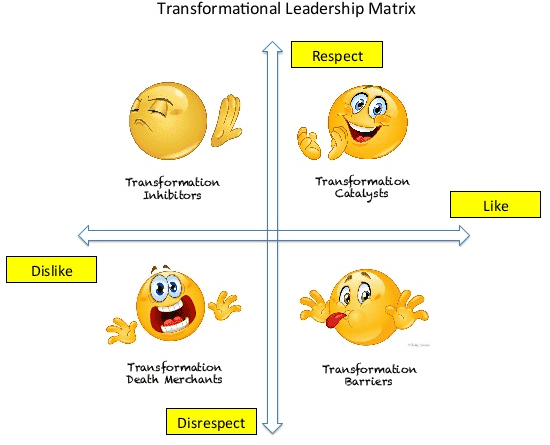 Transformational Leadership Matrix
Respect
Transformation
Inhibitors
Transformation
Catalysts
Like
Dislike
Transformation
Death Merchants
Transformation
Barriers
Disrespect